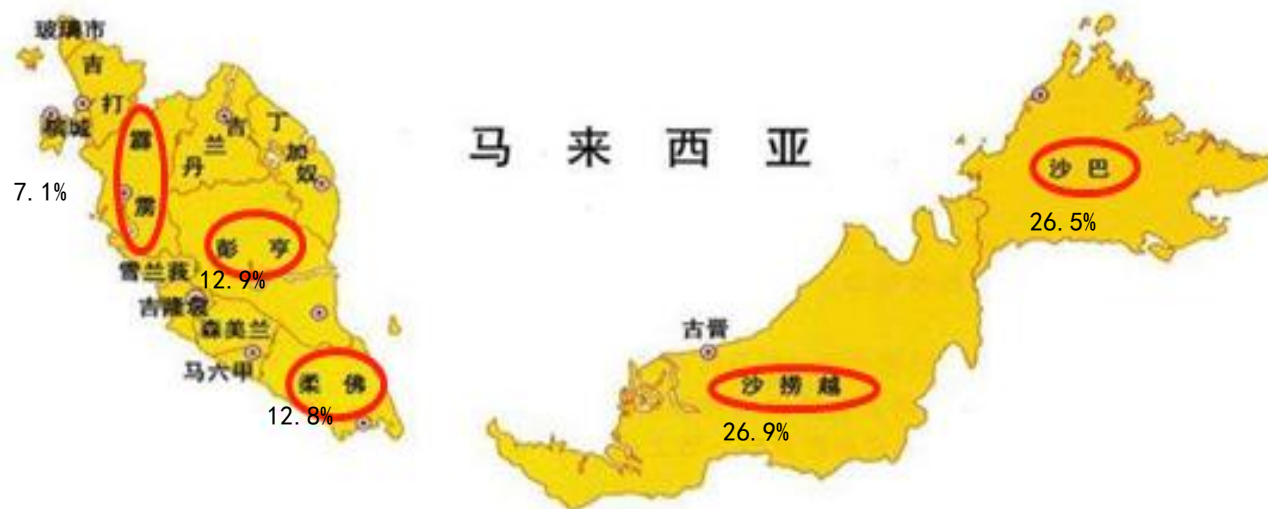 玻璃市
吉
打
槟城
霹
雳
7.1%
吉
兰
丹
丁
加
奴
彭亨
12.9%
雪兰莪
吉隆坡
森美兰
马六甲
柔佛
12.8%
马来西亚
沙巴
26.5%
古晋
沙捞越
26.9%